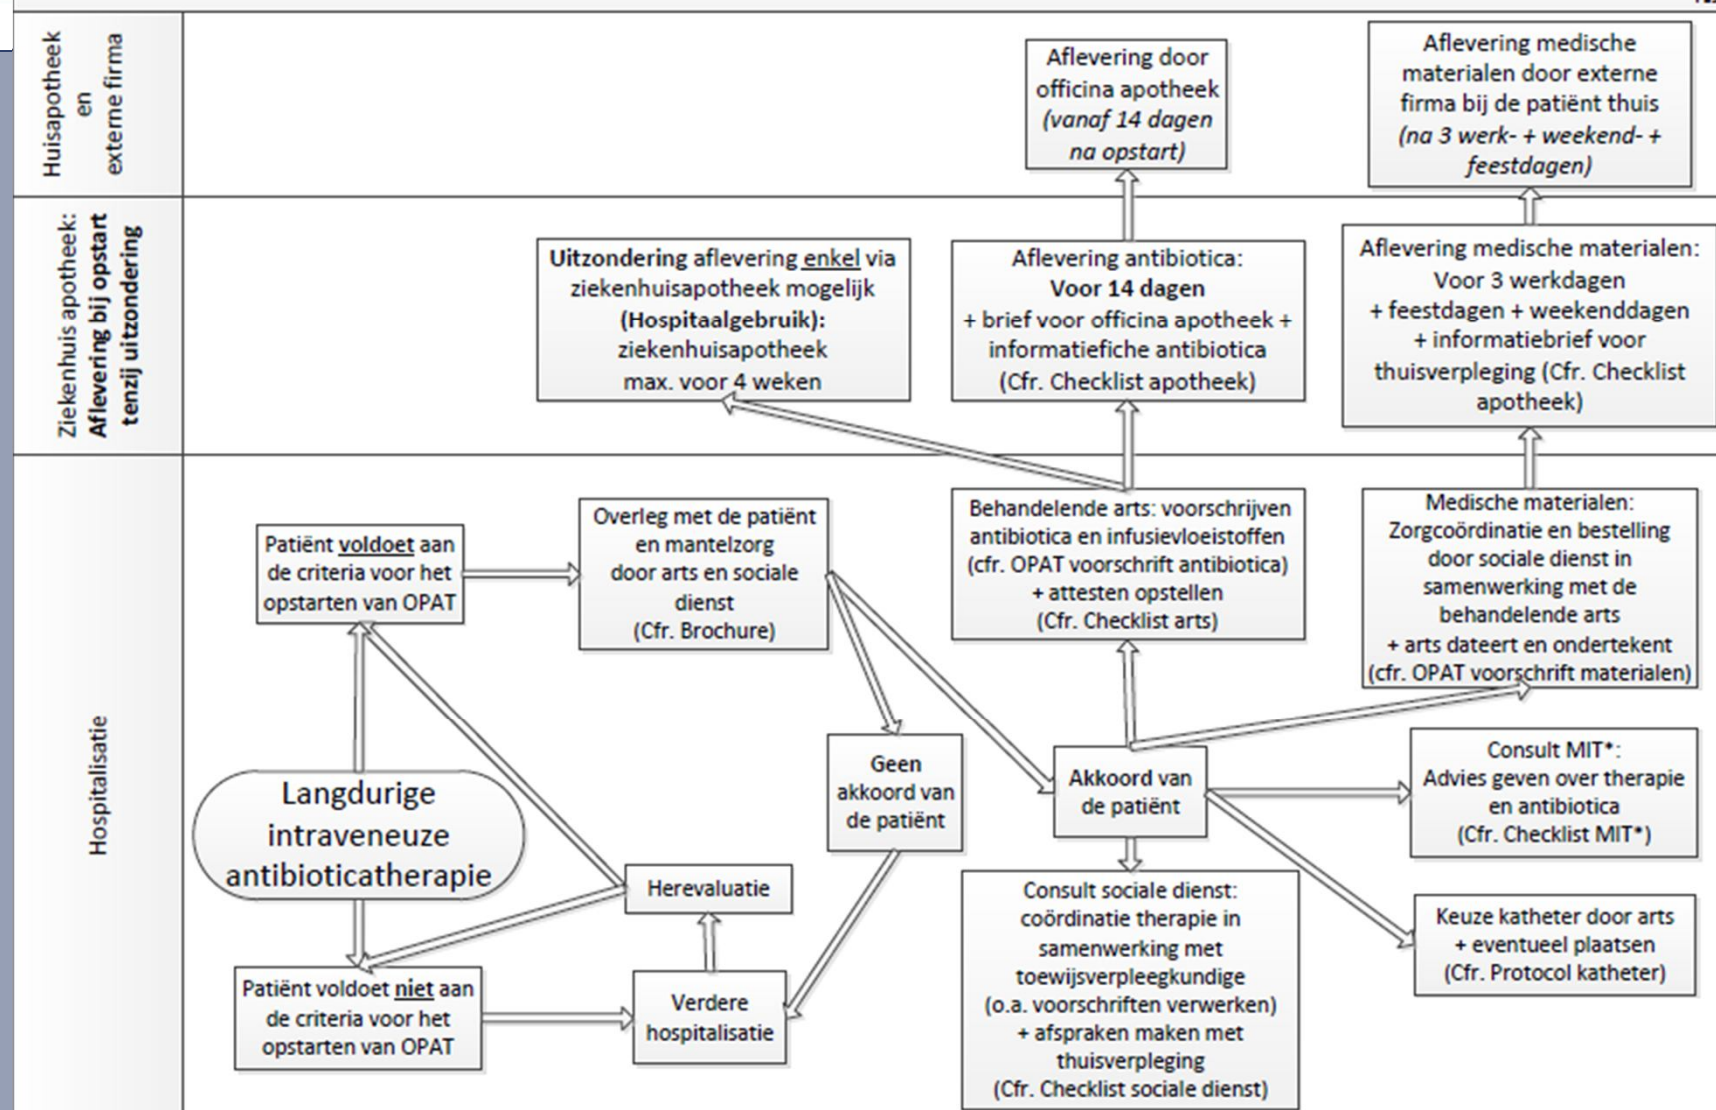 Huisapotheek
en
externe firma
Aflevering door
officina apotheek
(vanaf 14 dagen
na opstart)
Aflevering medische
materialen door externe
firma bij de patiënt thuis
(na 3 werk- + weekend- +
feestdagen)
Ziekenhuis apotheek:
Aflevering bij opstart
tenzij uitzondering
Uitzondering aflevering enkel via
ziekenhuisapotheek mogelijk
(Hospitaalgebruik):
ziekenhuisapotheek
max. voor 4 weken
Aflevering antibiotica:
Voor 14 dagen
+ brief voor officina apotheek +
informatiefiche antibiotica
(Cfr. Checklist apotheek)
Aflevering medische materialen:
Voor 3 werkdagen
+ feestdagen + weekenddagen
+ informatiebrief voor
thuisverpleging (Cfr. Checklist
apotheek)
Hospitalisatie
Patiënt voldoet aan
de criteria voor het
opstarten van OPAT
Overleg met de patiënt
en mantelzorg
door arts en sociale
dienst
(Cfr. Brochure)
Behandelende arts: voorschrijven
antibiotica en infusievloeistoffen
(cfr. OPAT voorschrift antibiotica)
+ attesten opstellen
(Cfr. Checklist arts)
Medische materialen:
Zorgcoördinatie en bestelling
door sociale dienst in
samenwerking met de
behandelende arts
+ arts dateert en ondertekent
(cfr. OPAT voorschrift materialen)
Langdurige
intraveneuze
antibioticatherapie
Geen
akkoord van
de patiënt
Akkoord van
de patiënt
Consult MIT*:
Advies geven over therapie
en antibiotica
(Cfr. Checklist MIT*)
Herevaluatie
Consult sociale dienst:
coördinatie therapie in
samenwerking met
toewijsverpleegkundige
(o.a. voorschriften verwerken)
+ afspraken maken met
thuisverpleging
(Cfr. Checklist sociale dienst)
Keuze katheter door arts
+ eventueel plaatsen
(Cfr. Protocol katheter)
Patiënt voldoet niet aan
de criteria voor het
opstarten van OPAT
Verdere
hospitalisatie